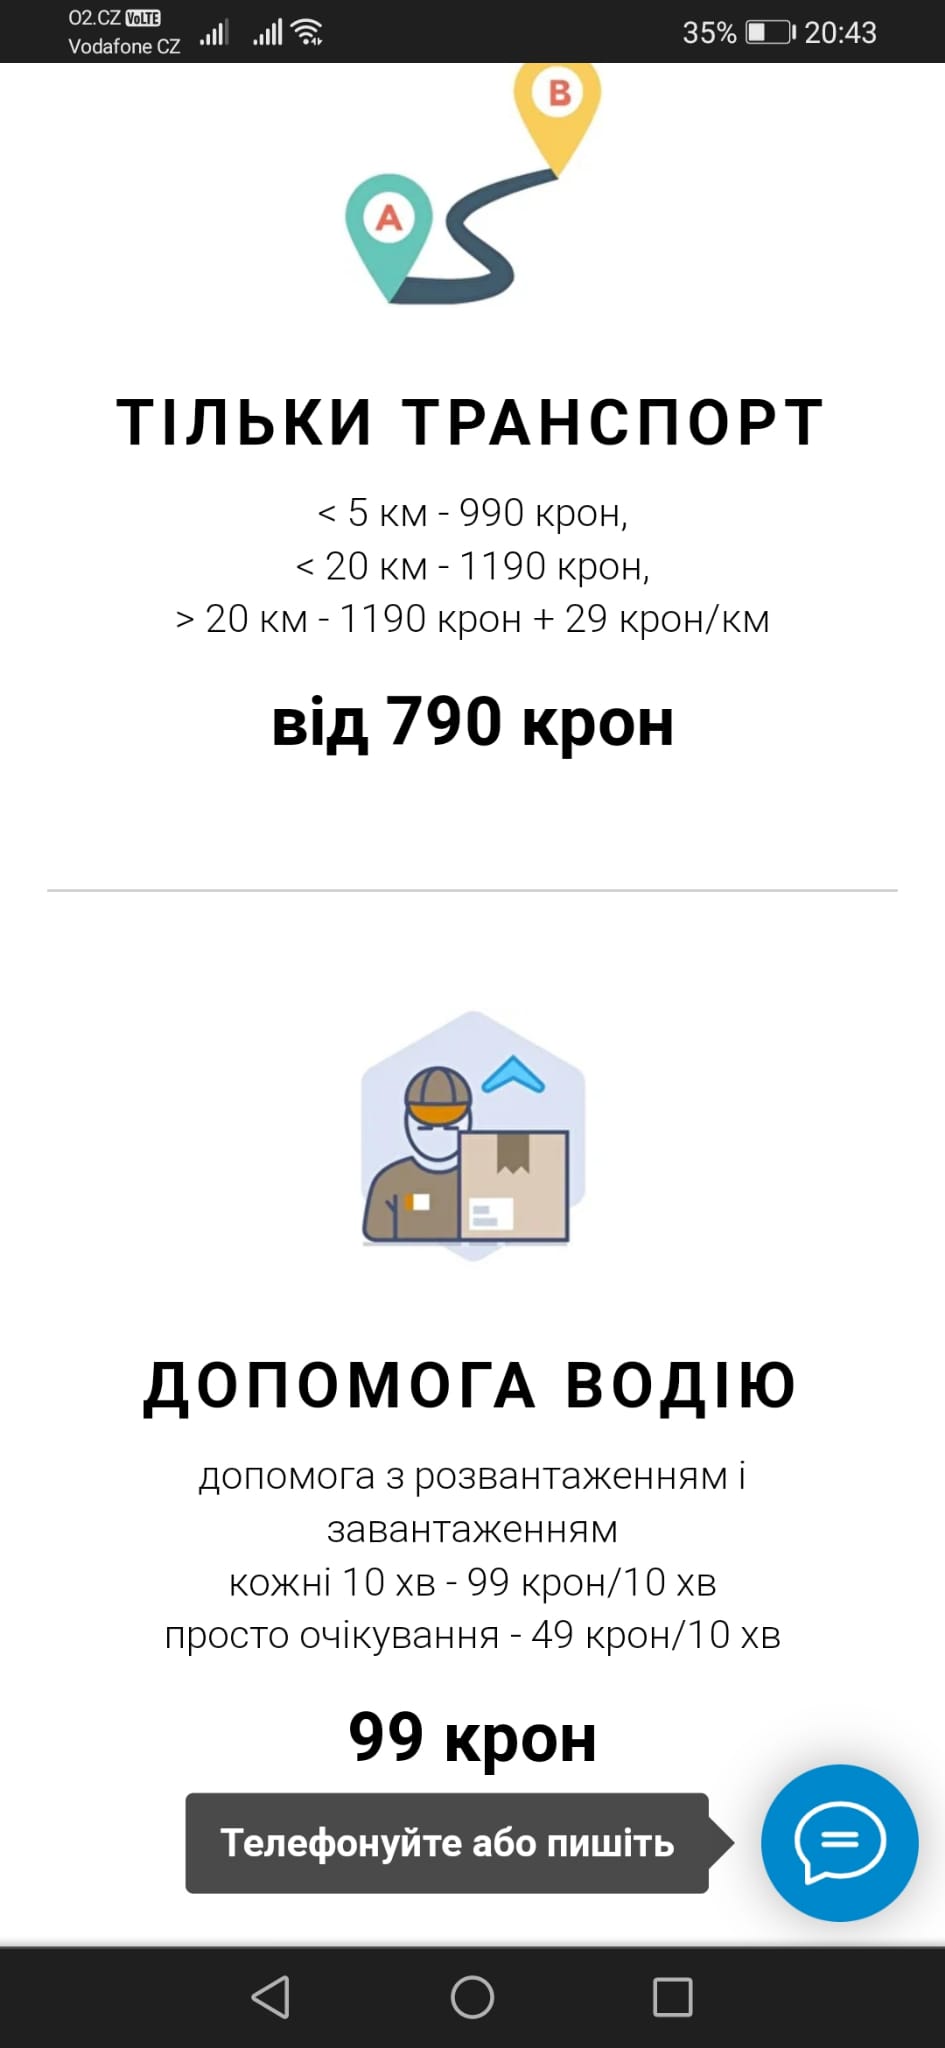 O2.CZ VoLTE
Vodafone CZ
35% 20:43
B
A
ТІЛЬКИ ТРАНСПОРТ
< 5 км - 990 крон,
< 20 км - 1190 крон,
> 20 км - 1190 крон + 29 крон/км
від 790 крон
ДОПОМОГА ВОДІЮ
допомога з розвантаженням і
завантаженням
кожні 10 хв - 99 крон/10 хв
просто очікування - 49 крон/10 хв
99 крон
Телефонуйте або пишіть